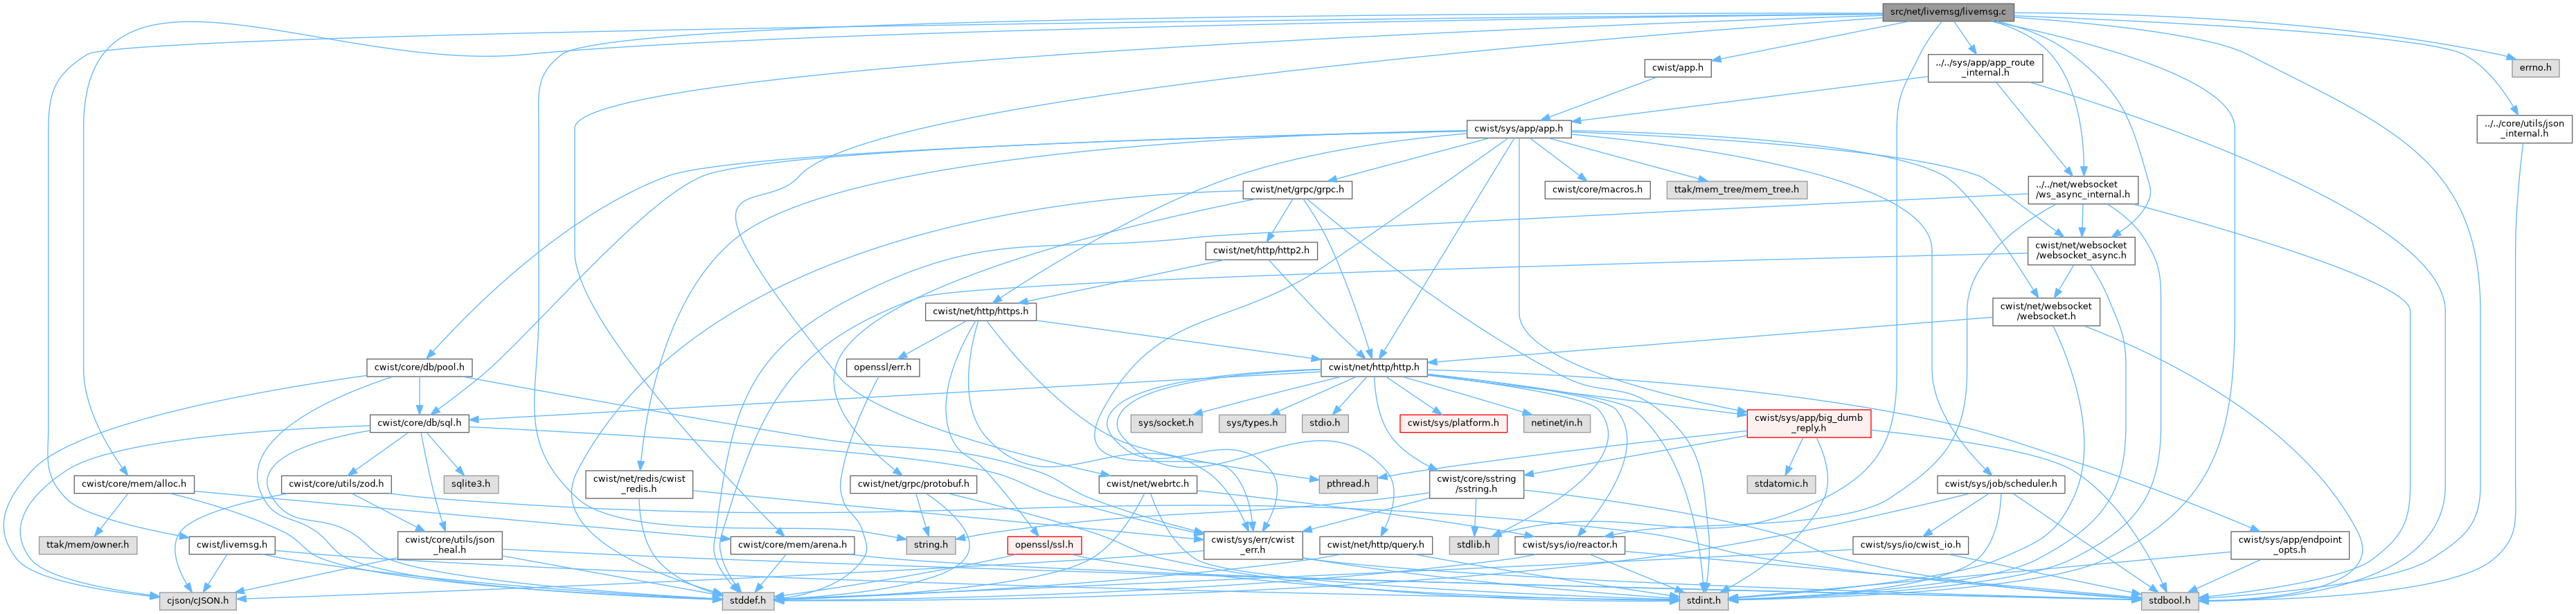 src/net/livemsg/livemsg.c
cwist/app.h
../../sys/app/app_route
_internal.h
errno.h
../../core/utils/json
_internal.h
cwist/sys/app/app.h
cwist/net/grpc/grpc.h
cwist/core/macros.h
ttak/mem_tree/mem_tree.h
../../net/websocket
/ws_async_internal.h
cwist/net/http/http2.h
cwist/net/websocket
/websocket_async.h
cwist/net/http/https.h
cwist/net/websocket
/websocket.h
cwist/core/db/pool.h
openssl/err.h
cwist/net/http/http.h
cwist/core/db/sql.h
sys/socket.h
sys/types.h
stdio.h
cwist/sys/platform.h
netinet/in.h
cwist/sys/app/big_dumb
_reply.h
cwist/core/mem/alloc.h
cwist/core/utils/zod.h
sqlite3.h
cwist/net/redis/cwist
_redis.h
cwist/net/grpc/protobuf.h
cwist/net/webrtc.h
pthread.h
cwist/core/sstring
/sstring.h
stdatomic.h
cwist/sys/job/scheduler.h
ttak/mem/owner.h
cwist/livemsg.h
cwist/core/utils/json
_heal.h
cwist/core/mem/arena.h
string.h
openssl/ssl.h
cwist/sys/err/cwist
_err.h
cwist/net/http/query.h
stdlib.h
cwist/sys/io/reactor.h
cwist/sys/io/cwist_io.h
cwist/sys/app/endpoint
_opts.h
cjson/cJSON.h
stddef.h
stdint.h
stdbool.h